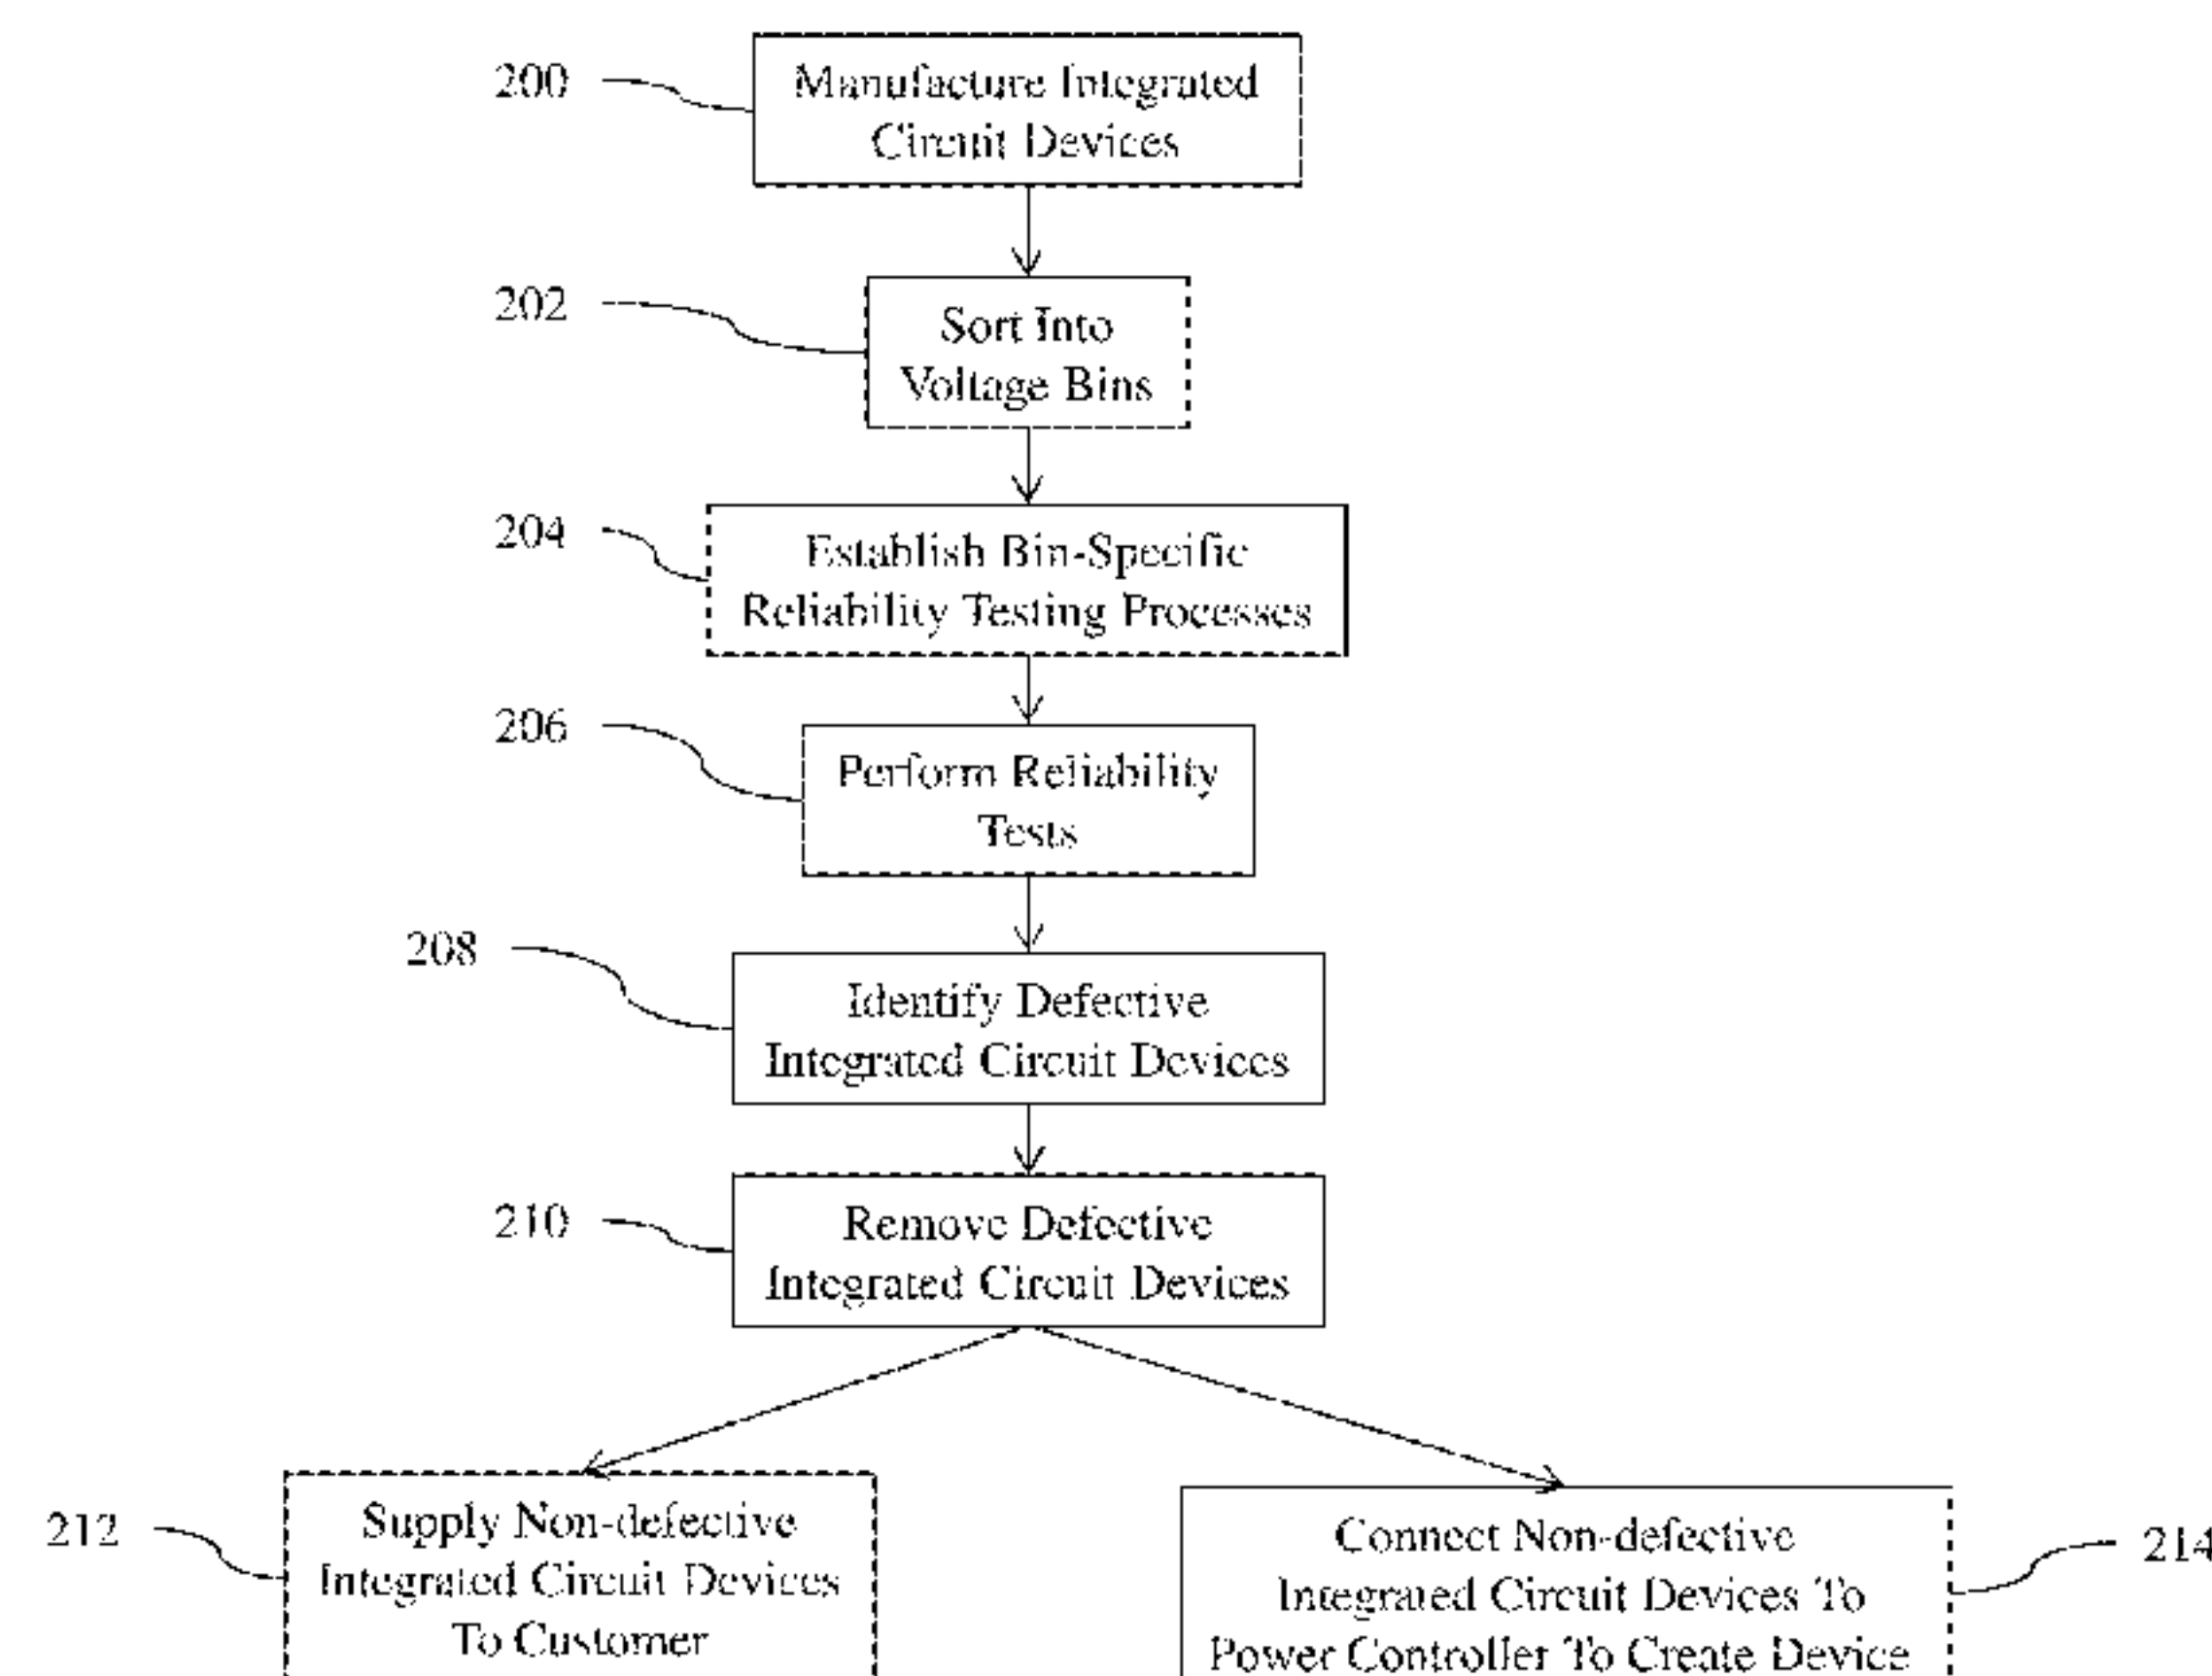 200
Manufacture Integrated
Circuit Devices
202
Sort Into
Voltage Bins
204
Establish Bin-Specific
Reliability Testing Processes
206
Perform Reliability
Tests
208
Identify Defective
Integrated Circuit Devices
210
Remove Defective
Integrated Circuit Devices
212
Supply Non-defective
Integrated Circuit Devices
To Customer
Connect Non-defective
Integrated Circuit Devices To
Power Controller To Create Device
214